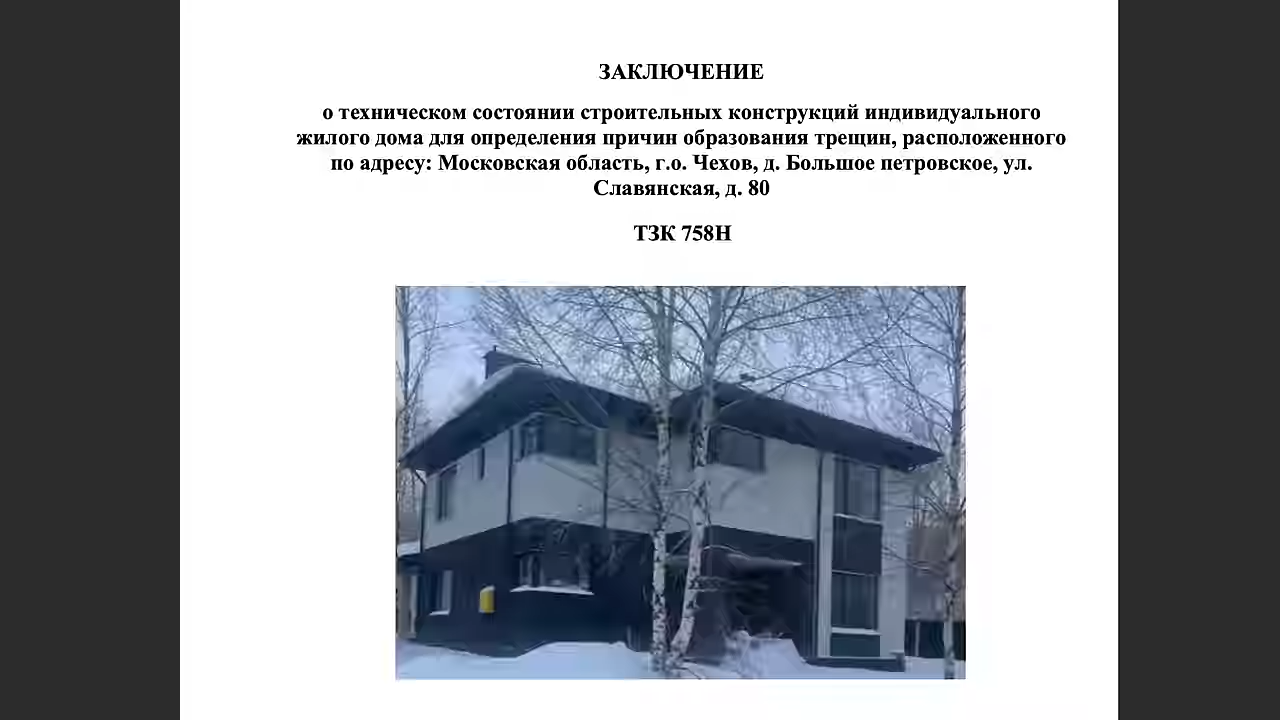 ЗАКЛЮЧЕНИЕ
о техническом состоянии строительных конструкций индивидуального
жилого дома для определения причин образования трещин, расположенного
по адресу: Московская область, г.о. Чехов, д. Большое петровское, ул.
Славянская, д. 80
ТЗК 758Н